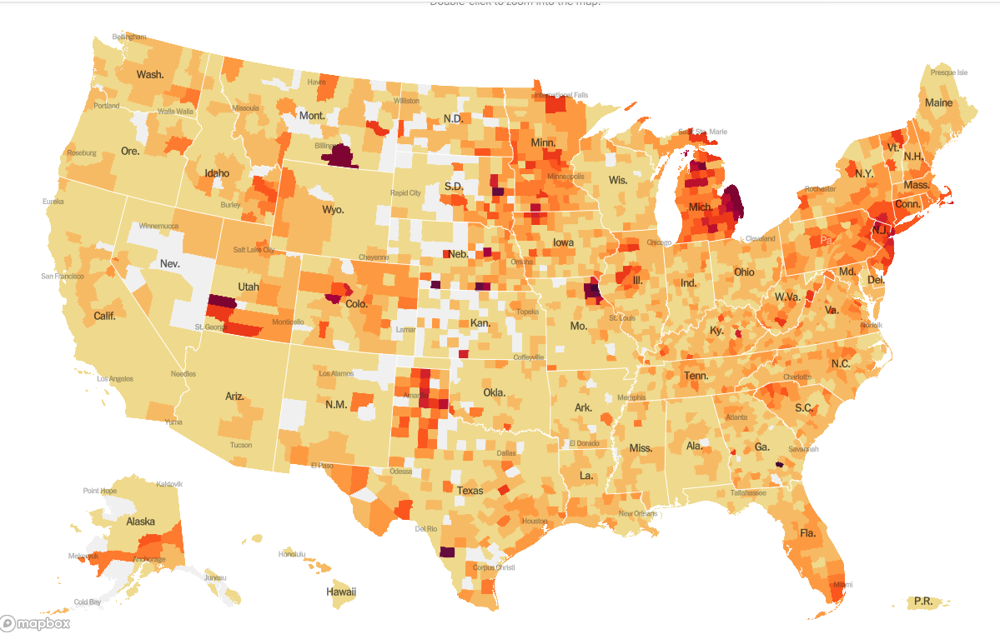 Double-click to zoom into the map.
Bellingham
Presque Isle
Wash.
Havre
Williston
International Falls
Maine
Portland
Walla Walla
Missoula
Mont.
N.D.
Sault Ste. Marie
Vt.
N.H.
Ore.
Billings
Minn.
Roseburg
Idaho
Minneapolis
Wis.
N.Y.
Mass.
Rapid City
S.D.
Rochester
Eureka
Burley
Wyo.
Mich.
Conn.
Winnemucca
Salt Lake City
Iowa
Chicago
Cleveland
Pa.
N.J.
Cheyenne
Neb.
Omaha
Nev.
San Francisco
Utah
Ill.
Ind.
Ohio
Md.
Del.
Calif.
Colo.
W.Va.
Va.
St. George
Monticello
Lamar
Kan.
Topeka
Mo.
St. Louis
Ky.
Norfolk
Coffeyville
Los Angeles
Needles
Los Alamos
N.C.
Tenn.
Charlotte
Ariz.
N.M.
Amarillo
Okla.
Ark.
Memphis
S.C.
Yuma
Atlanta
Tucson
El Dorado
Miss.
Ala.
Ga.
Savannah
Dallas
El Paso
Odessa
La.
Texas
Tallahassee
Kaktovik
Point Hope
Alaska
Houston
New Orleans
Del Rio
Fla.
Anchorage
Honolulu
Corpus Christi
Juneau
Miami
Cold Bay
Hawaii
P.R.
mapbox